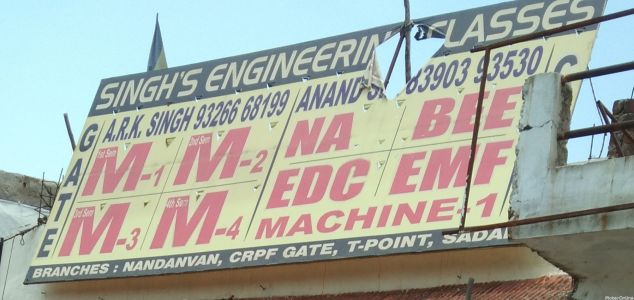 SINGH'S ENGINEERING CLASSES
A.R.K. SINGH 93266 68199 ANAND 83903 93530
GATE
1st Sem M-1 2nd Sem M-2 NA BEE
3rd Sem M-3 4th Sem M-4 EDC EMF
MACHINE-1
BRANCHES : NANDANVAN, CRPF GATE, T-POINT, SADAR